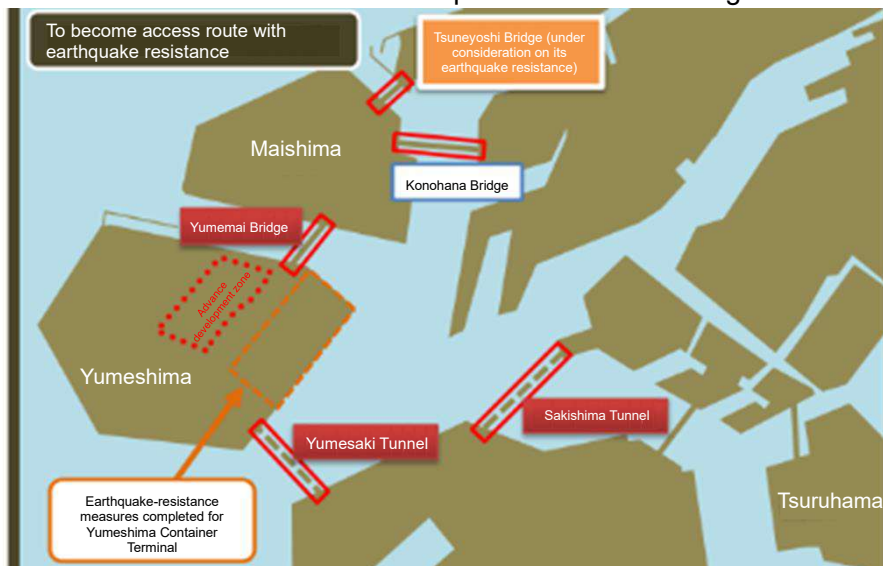 To become access route with
earthquake resistance
Tsuneyoshi Bridge (under
consideration on its
earthquake resistance)
Maishima
Konohana Bridge
Yumemai Bridge
Advance
development zone
Yumeshima
Sakishima Tunnel
Yumesaki Tunnel
Earthquake-resistance
measures completed for
Yumeshima Container
Terminal
Tsuruhama